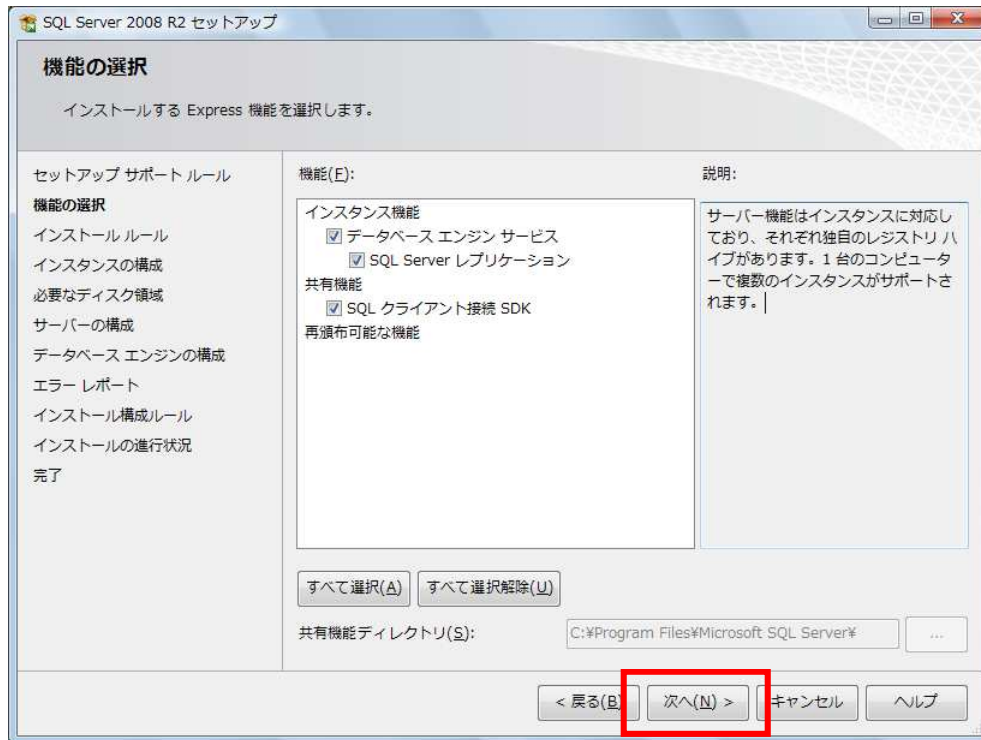 SQL Server 2008 R2 セットアップ
機能の選択
インストールする Express 機能を選択します。
セットアップ サポート ルール
機能の選択
インストール ルール
インスタンスの構成
必要なディスク領域
サーバーの構成
データベース エンジンの構成
エラー レポート
インストール構成ルール
インストールの進行状況
完了
機能(F):
インスタンス機能
データベース エンジン サービス
SQL Server レプリケーション
共有機能
SQL クライアント接続 SDK
再頒布可能な機能
説明:
サーバー機能はインスタンスに対応し
ており、それぞれ独自のレジストリ ハ
イブがあります。1 台のコンピュータ
ーで複数のインスタンスがサポートさ
れます。
すべて選択(A)
すべて選択解除(U)
共有機能ディレクトリ(S):
C:¥Program Files¥Microsoft SQL Server¥
...
< 戻る(B)
次へ(N) >
キャンセル
ヘルプ